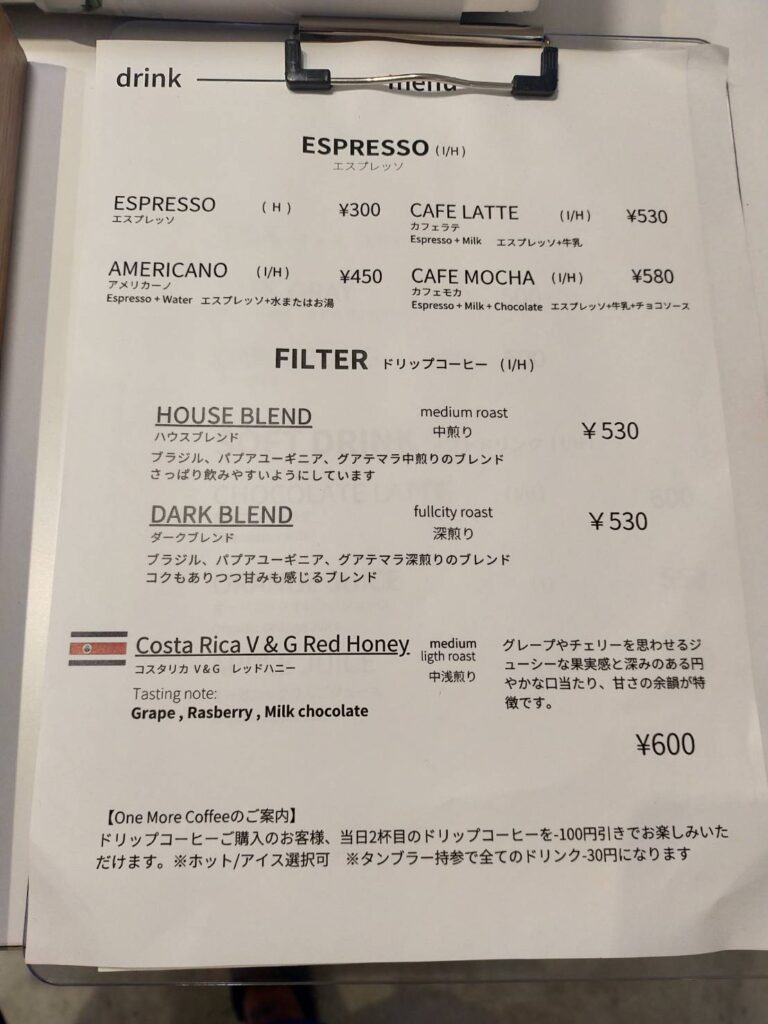 drink
menu
ESPRESSO (I/H)
エスプレッソ
ESPRESSO (H) ¥300
エスプレッソ
CAFE LATTE (I/H) ¥530
カフェラテ
Espresso + Milk エスプレッソ+牛乳
AMERICANO (I/H) ¥450
アメリカーノ
Espresso + Water エスプレッソ+水またはお湯
CAFE MOCHA (I/H) ¥580
カフェモカ
Espresso + Milk + Chocolate エスプレッソ+牛乳+チョコソース
FILTER ドリップコーヒー (I/H)
HOUSE BLEND medium roast ¥530
ハウスブレンド 中煎り
ブラジル、パプアユーギニア、グアテマラ中煎りのブレンド
さっぱり飲みやすいようにしています
DARK BLEND fullcity roast ¥530
ダークブレンド 深煎り
ブラジル、パプアユーギニア、グアテマラ深煎りのブレンド
コクもありつつ甘みも感じるブレンド
Costa Rica V & G Red Honey
コスタリカ V&G レッドハニー
medium
ligth roast
中浅煎り
グレープやチェリーを思わせるジ
ューシーな果実感と深みのある円
やかな口当たり、甘さの余韻が特
徴です。
Tasting note:
Grape , Rasberry , Milk chocolate
¥600
【One More Coffeeのご案内】
ドリップコーヒーご購入のお客様、当日2杯目のドリップコーヒーを-100円引きでお楽しみいた
だけます。※ホット/アイス選択可 ※タンブラー持参で全てのドリンク-30円になります